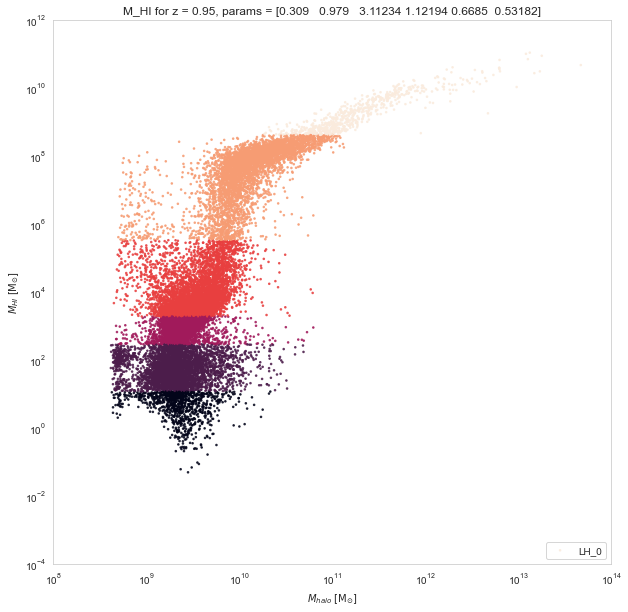 M_HI for z = 0.95, params = [0.309 0.979 3.11234 1.12194 0.6685 0.53182]
10^12
10^10
10^8
10^6
10^4
10^2
10^0
10^-2
10^-4
M_HI [M_⊙]
LH_0
10^8 10^9 10^10 10^11 10^12 10^13 10^14
M_halo [M_⊙]